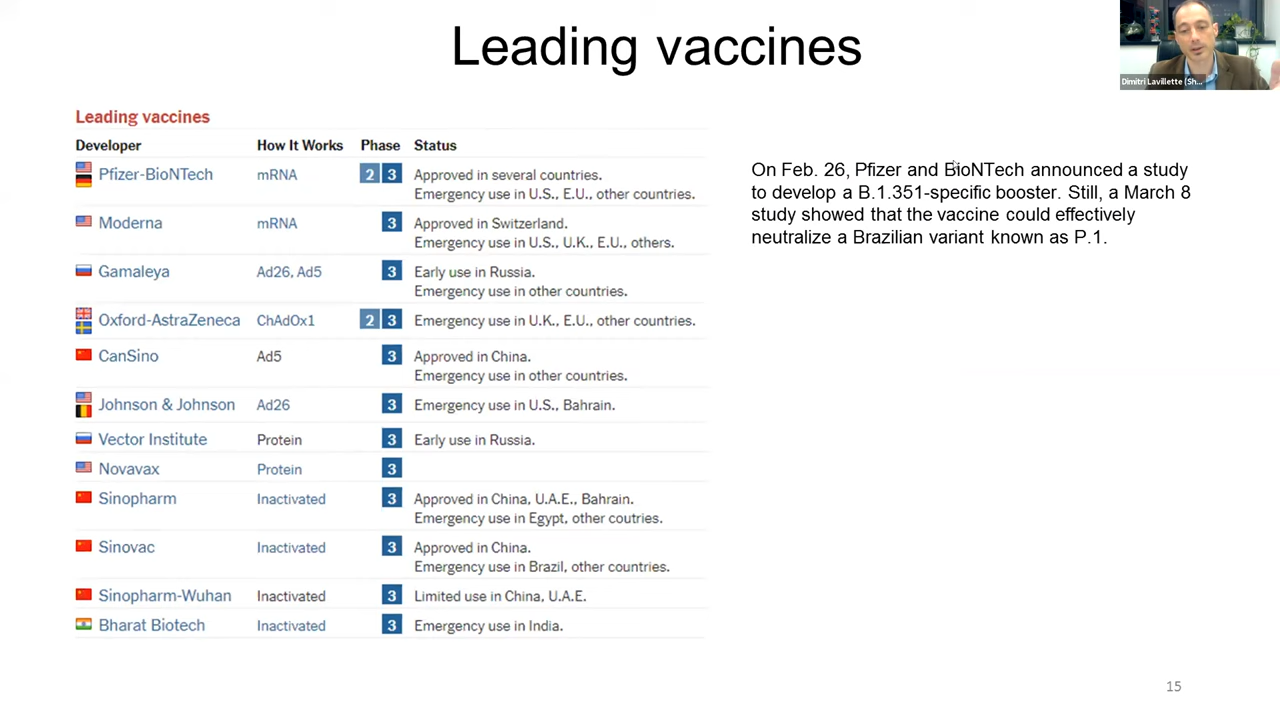 Leading vaccines
Dimitri Lavillette (Sh...
Leading vaccines
Developer How It Works Phase Status
Pfizer-BioNTech mRNA 2 3 Approved in several countries.
Emergency use in U.S., E.U., other countries.
Moderna mRNA 3 Approved in Switzerland.
Emergency use in U.S., U.K., E.U., others.
Gamaleya Ad26, Ad5 3 Early use in Russia.
Emergency use in other countries.
Oxford-AstraZeneca ChAdOx1 2 3 Emergency use in U.K., E.U., other countries.
CanSino Ad5 3 Approved in China.
Emergency use in other countries.
Johnson & Johnson Ad26 3 Emergency use in U.S., Bahrain.
Vector Institute Protein 3 Early use in Russia.
Novavax Protein 3
Sinopharm Inactivated 3 Approved in China, U.A.E., Bahrain.
Emergency use in Egypt, other coutries.
Sinovac Inactivated 3 Approved in China.
Emergency use in Brazil, other countries.
Sinopharm-Wuhan Inactivated 3 Limited use in China, U.A.E.
Bharat Biotech Inactivated 3 Emergency use in India.
On Feb. 26, Pfizer and BioNTech announced a study
to develop a B.1.351-specific booster. Still, a March 8
study showed that the vaccine could effectively
neutralize a Brazilian variant known as P.1.
15